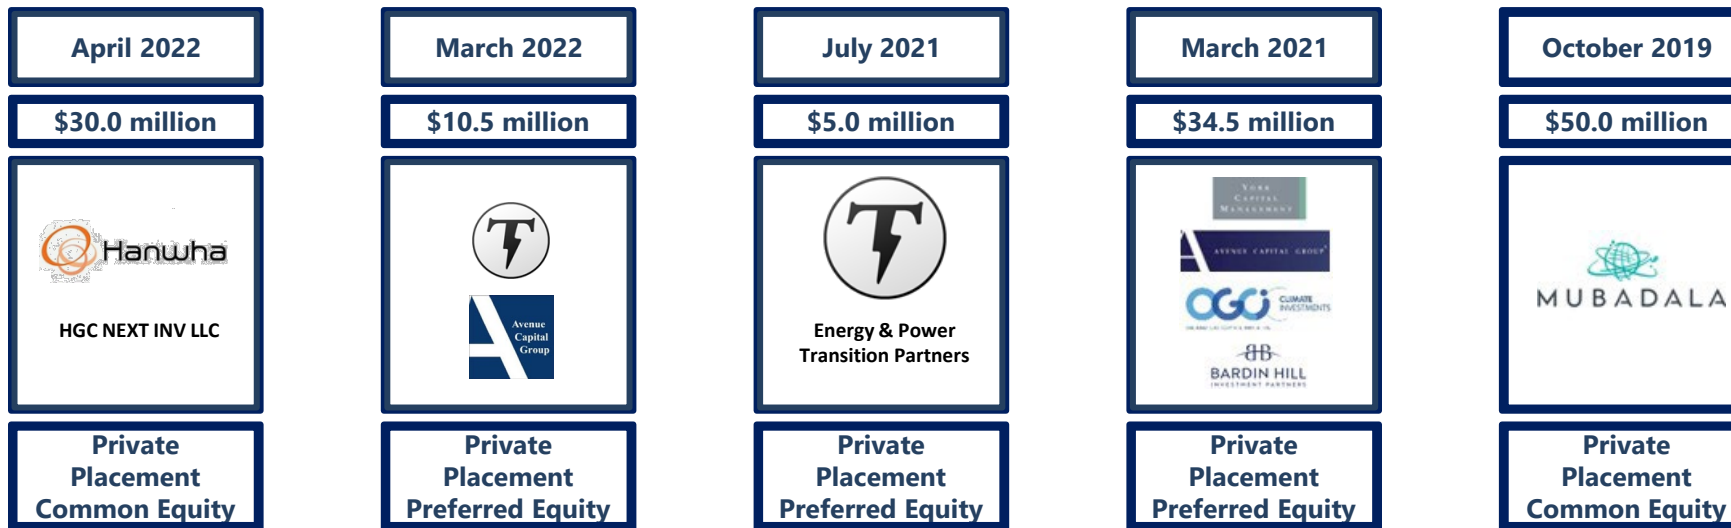 April 2022
$30.0 million
Hanwha
HGC NEXT INV LLC
Private
Placement
Common Equity
March 2022
$10.5 million
T
Avenue
Capital
Group
Private
Placement
Preferred Equity
July 2021
$5.0 million
T
Energy & Power
Transition Partners
Private
Placement
Preferred Equity
March 2021
$34.5 million
YORK
CAPITAL
MANAGEMENT
AVENUE CAPITAL GROUP
OGCI CLIMATE
INVESTMENTS
BARDIN HILL
INVESTMENT PARTNERS
Private
Placement
Preferred Equity
October 2019
$50.0 million
MUBADALA
Private
Placement
Common Equity